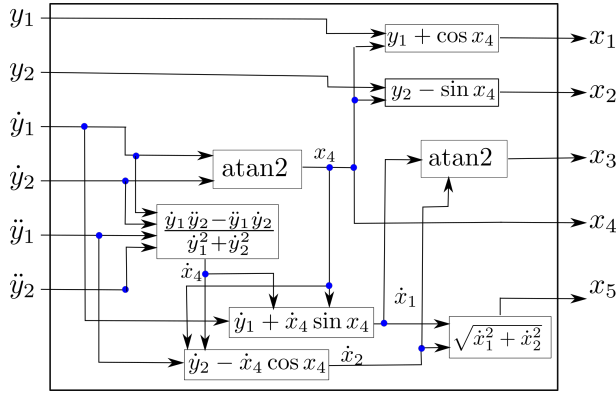 y₁
y₁ + cos x₄
x₁
y₂
y₂ − sin x₄
x₂
ẏ₁
atan2
x₄
atan2
x₃
ẏ₂
ÿ₁
(ẏ₁ÿ₂−ÿ₁ẏ₂)/(ẏ₁²+ẏ₂²)
x₄
ÿ₂
ẋ₄
x₅
ẏ₁ + ẋ₄ sin x₄
ẋ₁
√(ẋ₁² + ẋ₂²)
ẏ₂ − ẋ₄ cos x₄
ẋ₂